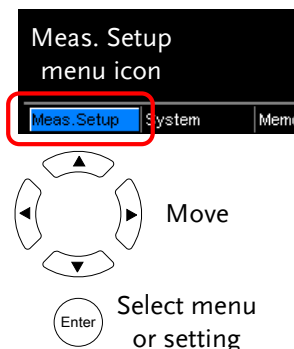 Meas. Setup
menu icon
Meas.Setup System
Move
Enter
Select menu
or setting